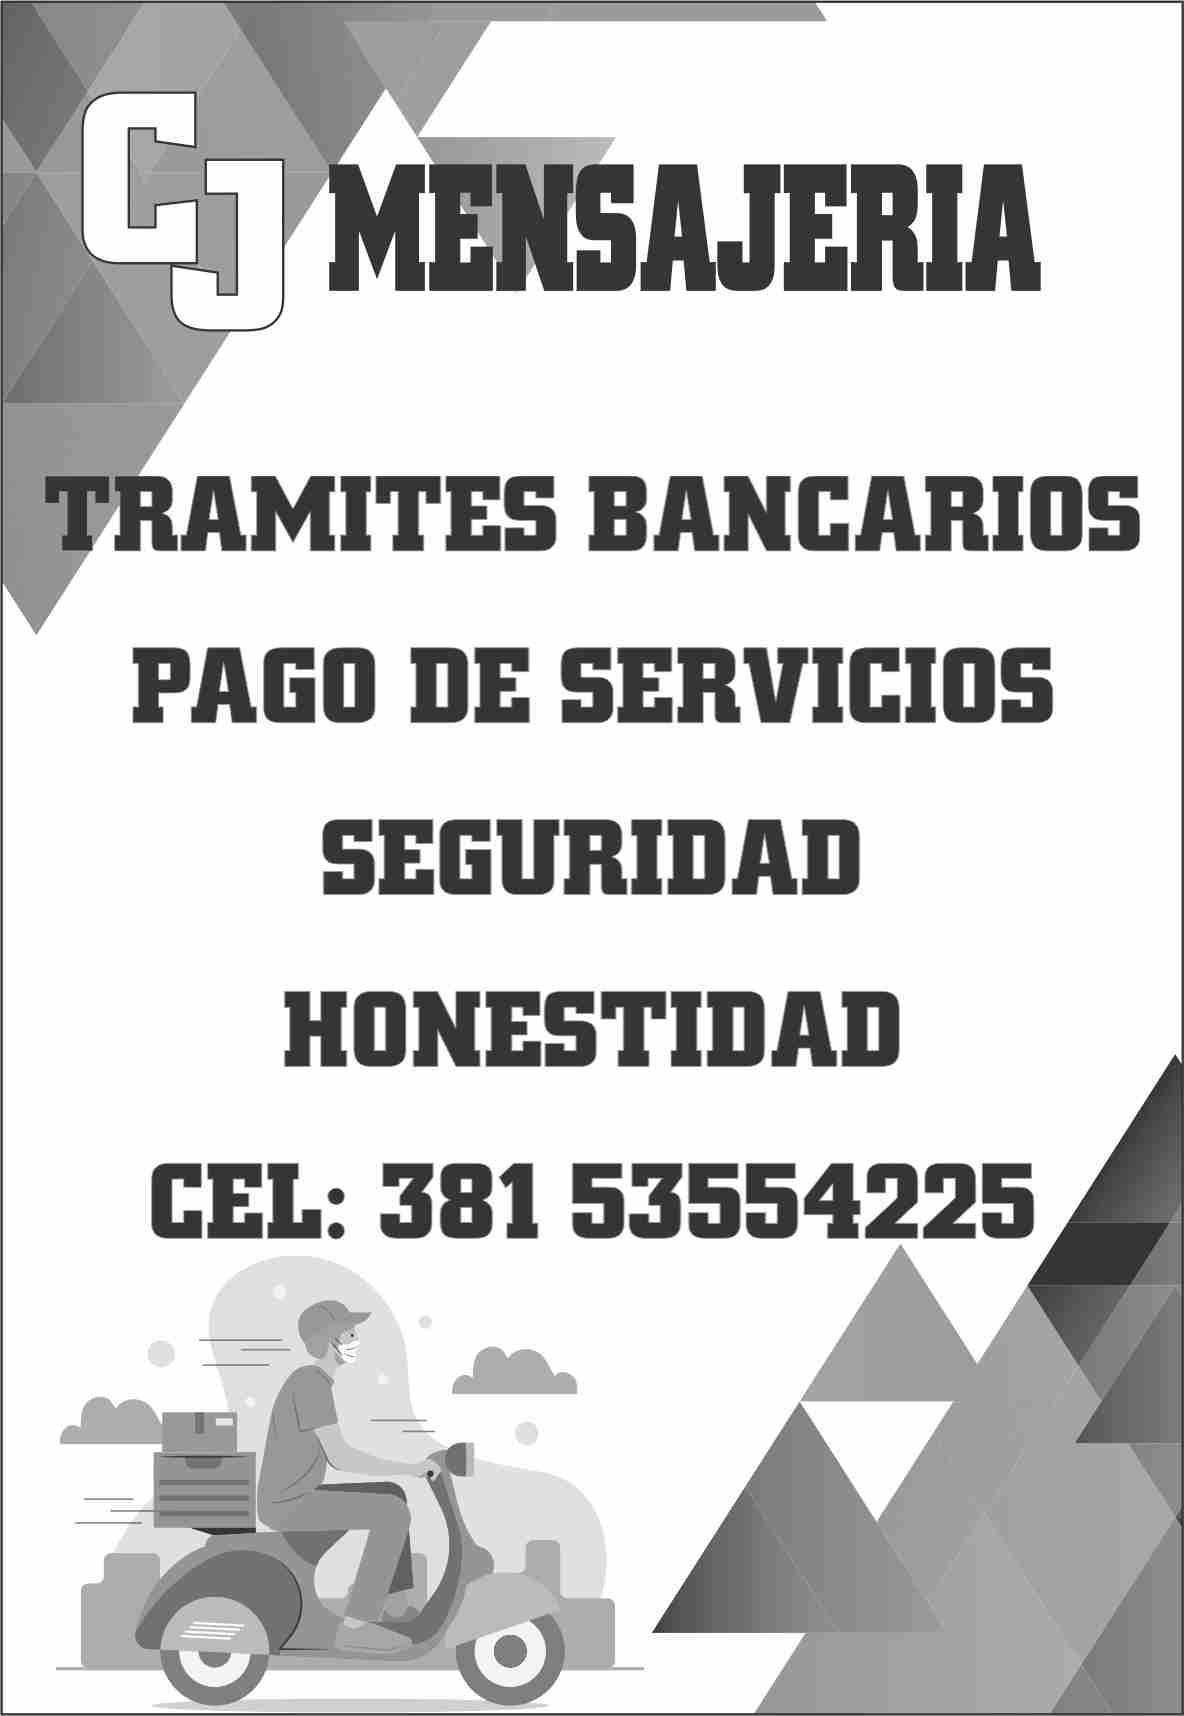 CJ MENSAJERIA
TRAMITES BANCARIOS
PAGO DE SERVICIOS
SEGURIDAD
HONESTIDAD
CEL: 381 53554225